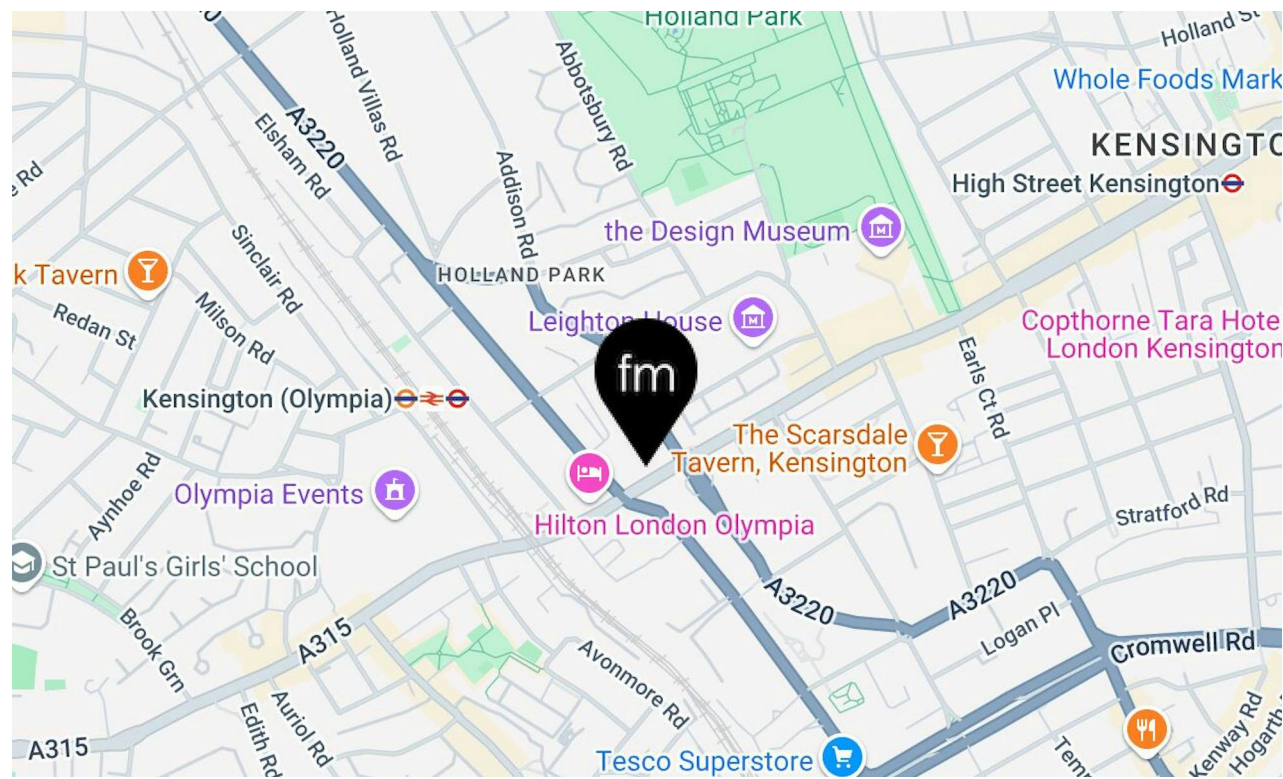 Holland Park
Holland St
Holland Villas Rd
Abbotsbury Rd
Whole Foods Mark
A3220
Elsham Rd
KENSINGTO
Addison Rd
High Street Kensington
e Rd
Sinclair Rd
the Design Museum
k Tavern
HOLLAND PARK
Milson Rd
Redan St
Leighton House
Copthorne Tara Hote
London Kensington
fm
Earls Ct Rd
Kensington (Olympia)
The Scarsdale
Tavern, Kensington
Aynhoe Rd
Olympia Events
Stratford Rd
Hilton London Olympia
St Paul's Girls' School
A3220
A3220
Logan Pl
Brook Grn
A315
Cromwell Rd
Avonmore Rd
Edith Rd
Auriol Rd
Kenway Rd
Hogarth
A315
Tesco Superstore
Temp